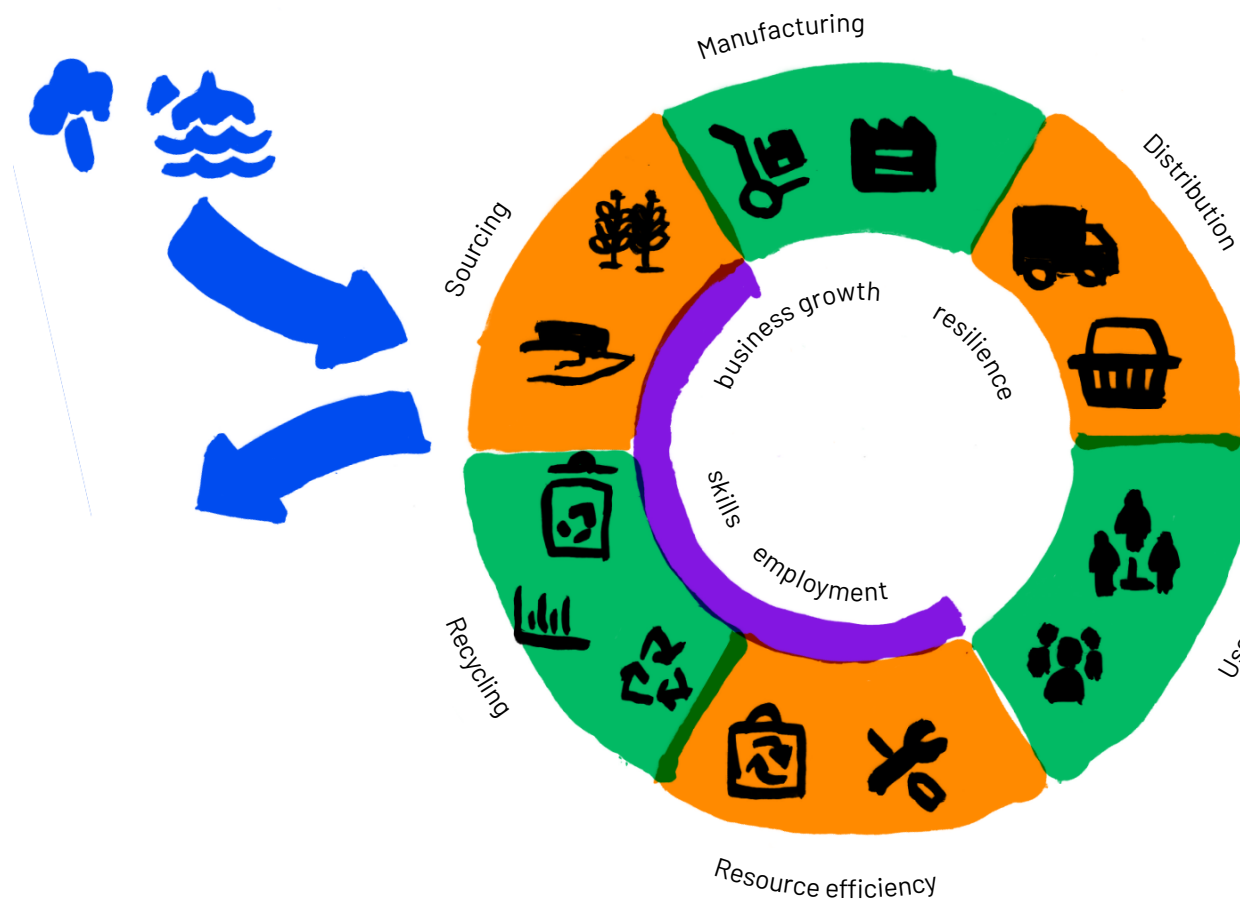 Manufacturing
Distribution
Sourcing
business growth
resilience
skills
employment
Recycling
Resource efficiency